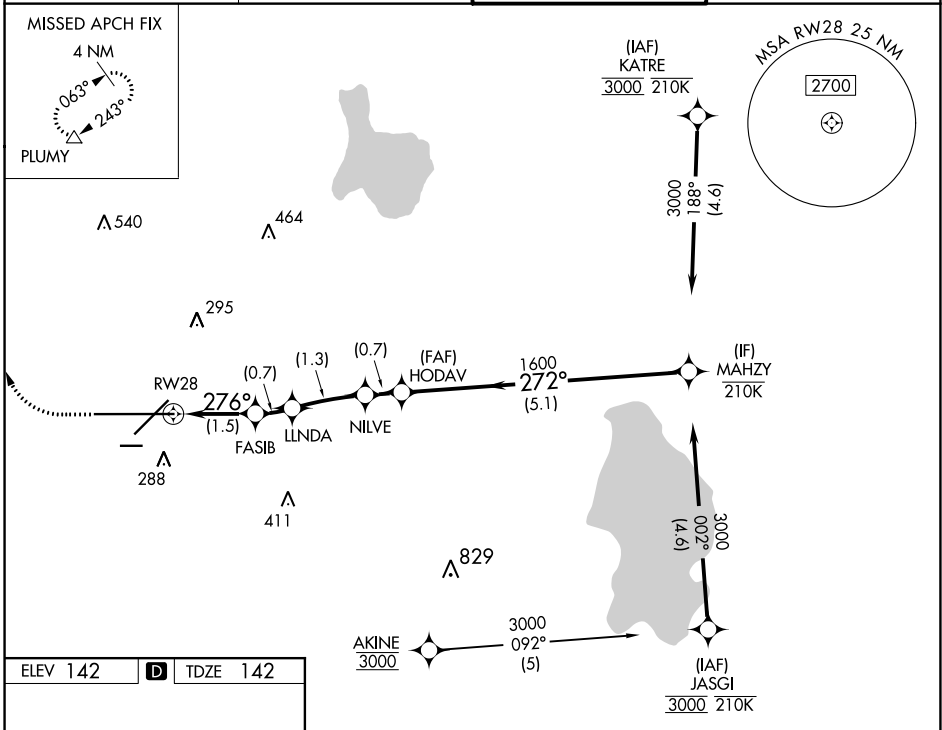 MISSED APCH FIX
4 NM
063°
243°
PLUMY
(IAF)
KATRE
3000 210K
MSA RW28 25 NM
2700
3000
188°
(4.6)
540
464
295
(0.7)
(1.3)
(0.7)
(FAF)
HODAV
1600
272°
(5.1)
(IF)
MAHZY
210K
RW28
276°
(1.5)
FASIB
LLNDA
NILVE
288
411
829
3000
002°
(4.6)
AKINE
3000
3000
092°
(5)
(IAF)
JASGI
3000 210K
ELEV 142 D TDZE 142